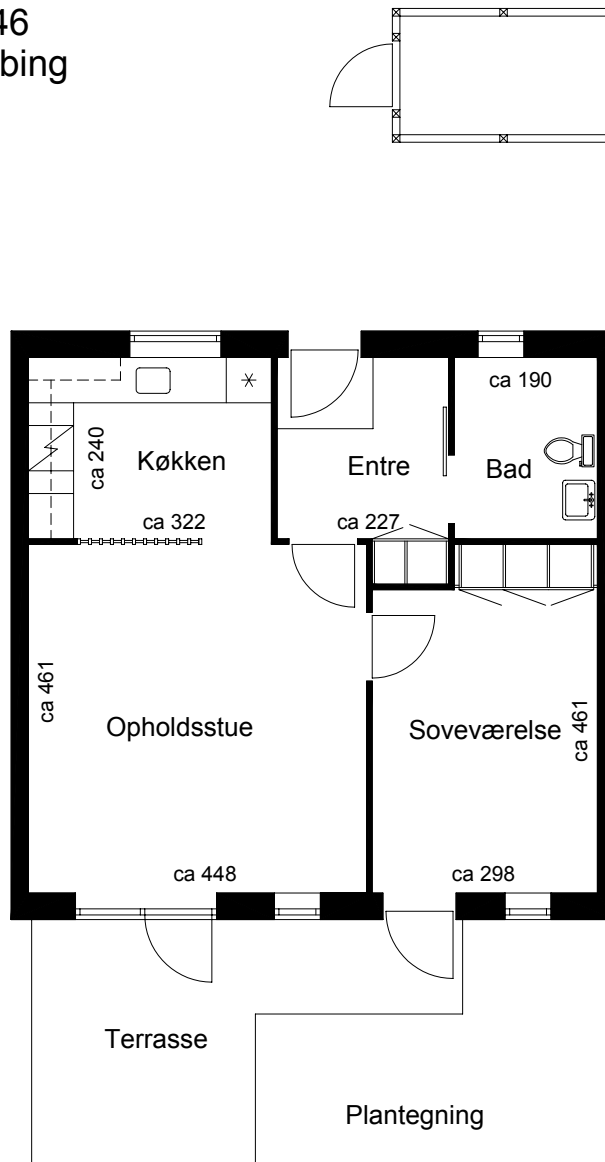 46
bing
ca 190
ca 240
Køkken
Entre
Bad
ca 322
ca 227
ca 461
Opholdsstue
Soveværelse
ca 461
ca 448
ca 298
Terrasse
Plantegning